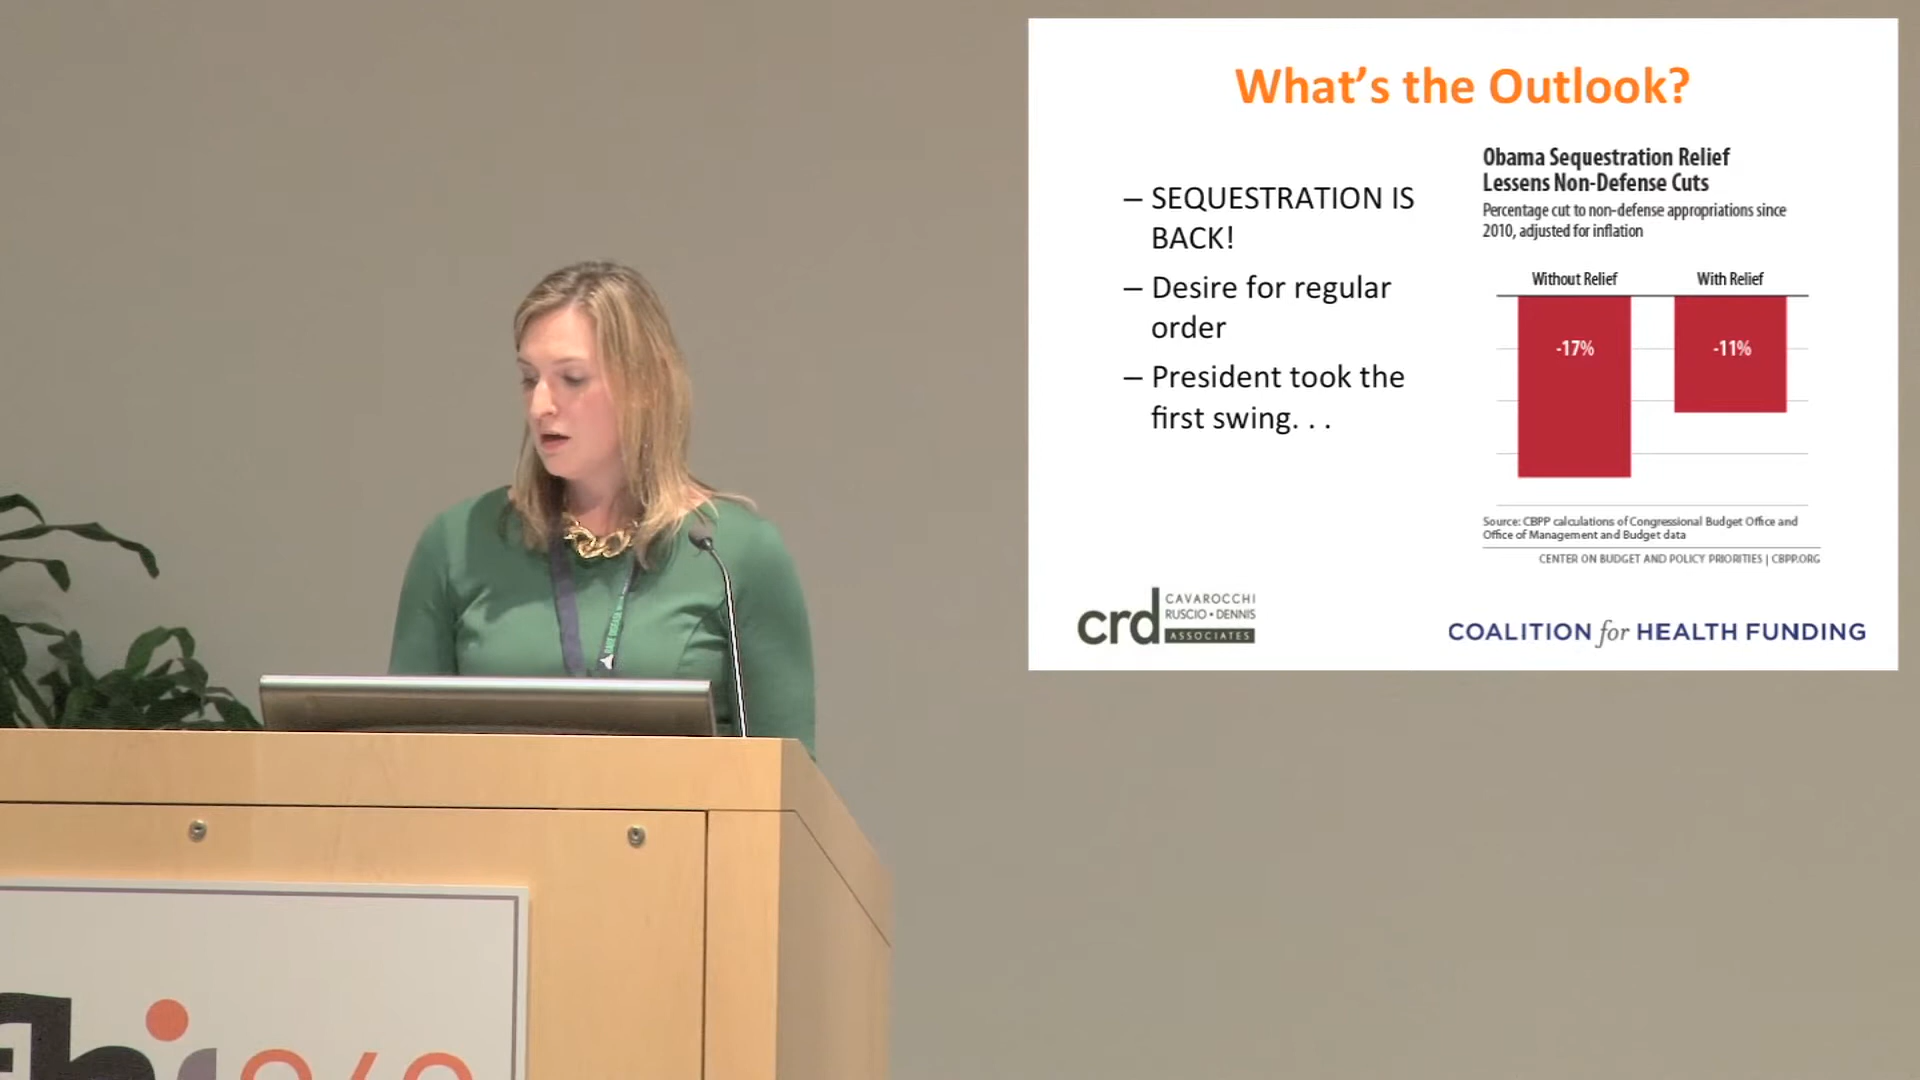 What's the Outlook?
– SEQUESTRATION IS
BACK!
– Desire for regular
order
– President took the
first swing. . .
Obama Sequestration Relief
Lessens Non-Defense Cuts
Percentage cut to non-defense appropriations since
2010, adjusted for inflation
Without Relief With Relief
-17% -11%
Source: CBPP calculations of Congressional Budget Office and
Office of Management and Budget data
CENTER ON BUDGET AND POLICY PRIORITIES | CBPP.ORG
crd CAVAROCCHI
RUSCIO • DENNIS
ASSOCIATES
COALITION for HEALTH FUNDING
fhi 360